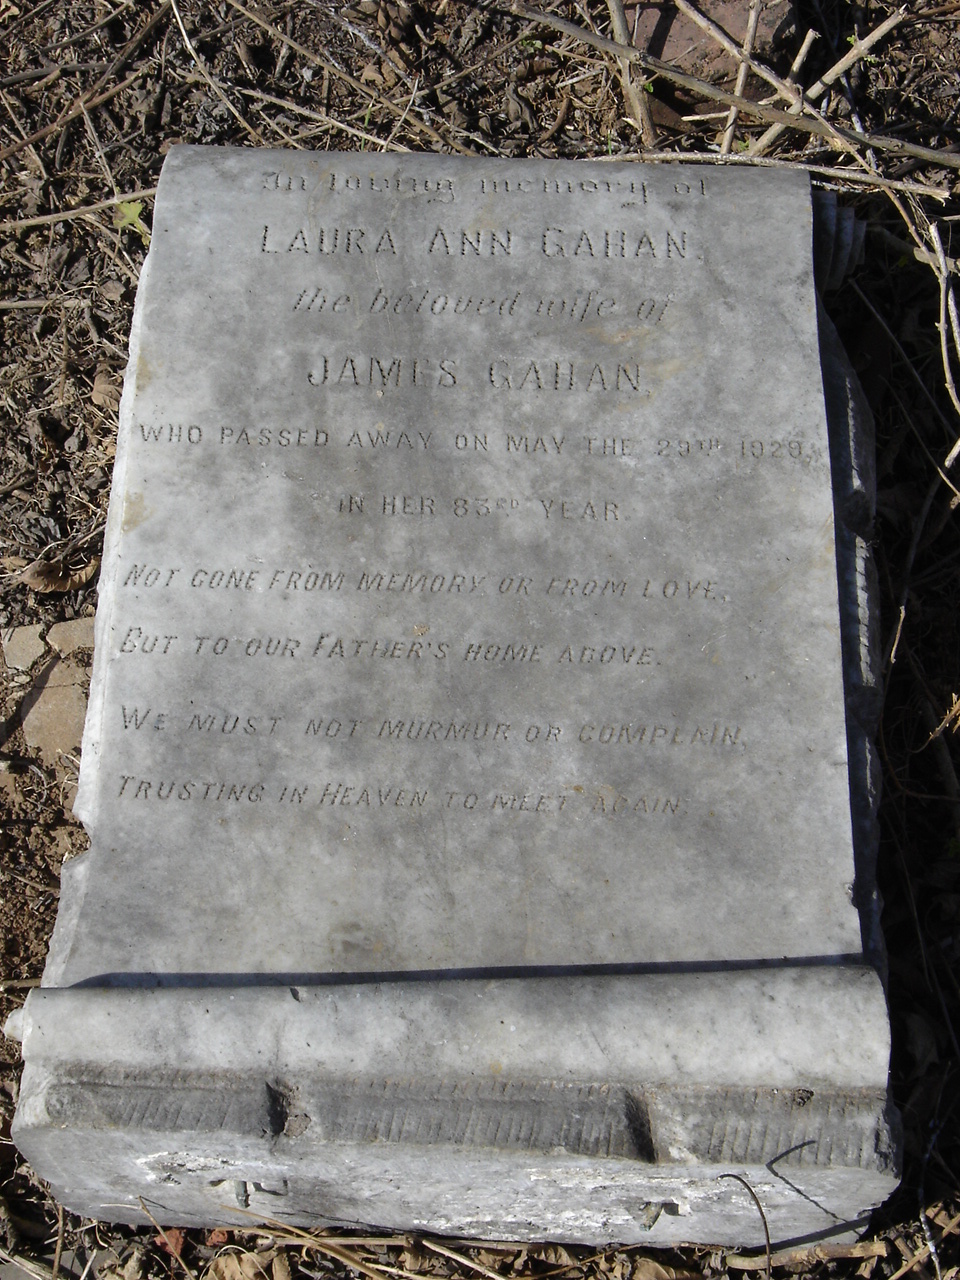 In loving memory of
LAURA ANN GAHAN,
the beloved wife of
JAMES GAHAN,
WHO PASSED AWAY ON MAY THE 29TH 1929,
IN HER 83RD YEAR.
NOT GONE FROM MEMORY OR FROM LOVE,
BUT TO OUR FATHER'S HOME ABOVE.
WE MUST NOT MURMUR OR COMPLAIN,
TRUSTING IN HEAVEN TO MEET AGAIN.